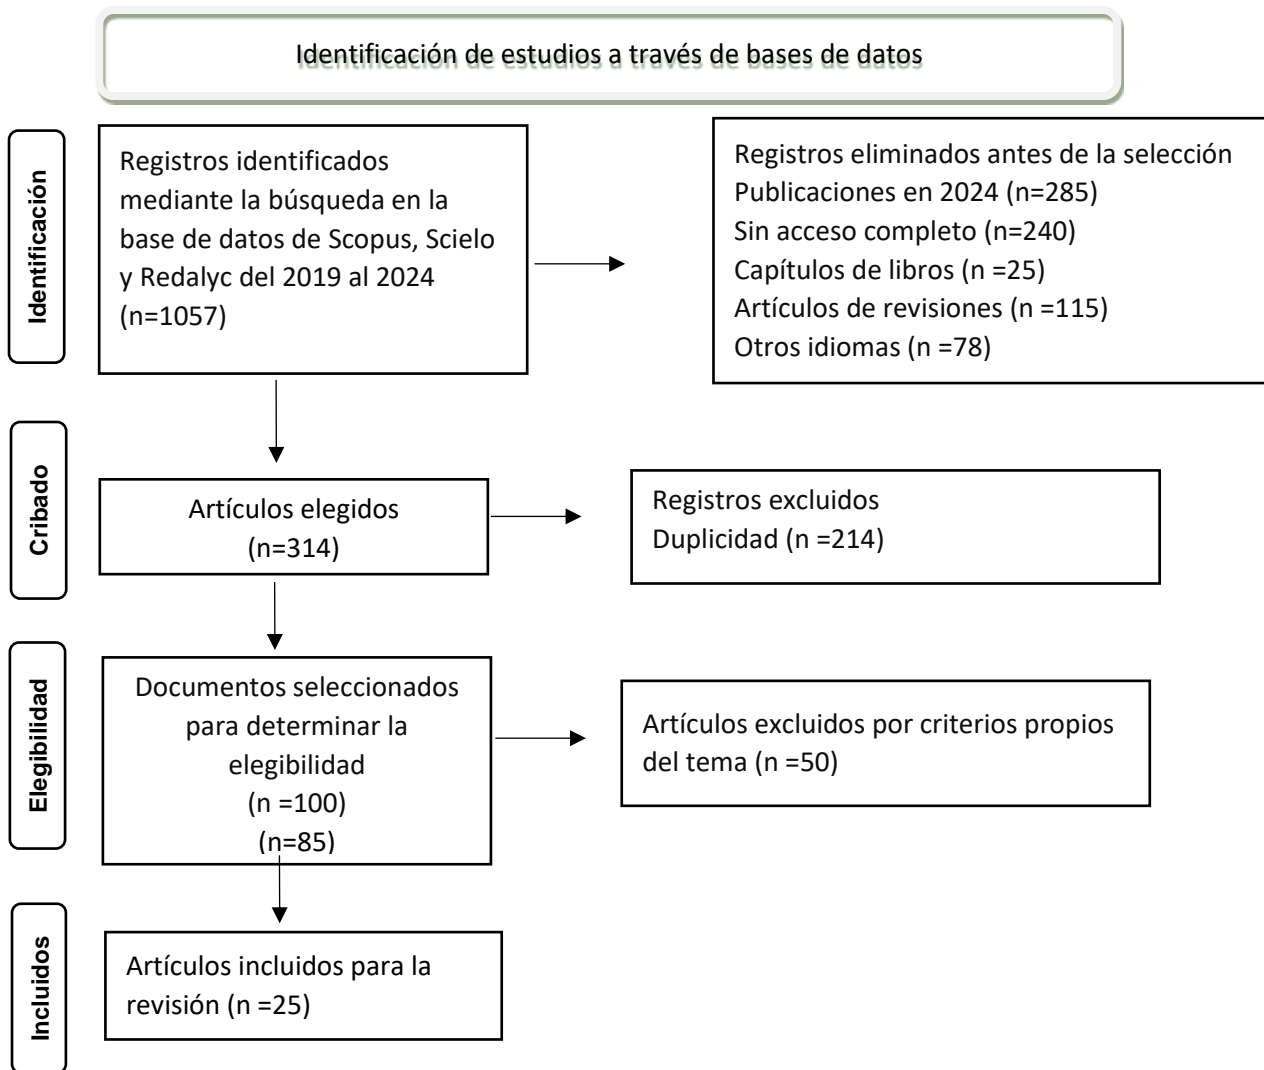 Identificación de estudios a través de bases de datos
Identificación
Registros identificados
mediante la búsqueda en la
base de datos de Scopus, Scielo
y Redalyc del 2019 al 2024
(n=1057)
Registros eliminados antes de la selección
Publicaciones en 2024 (n=285)
Sin acceso completo (n=240)
Capítulos de libros (n =25)
Artículos de revisiones (n =115)
Otros idiomas (n =78)
Cribado
Artículos elegidos
(n=314)
Registros excluidos
Duplicidad (n =214)
Elegibilidad
Documentos seleccionados
para determinar la
elegibilidad
(n =100)
(n=85)
Artículos excluidos por criterios propios
del tema (n =50)
Incluidos
Artículos incluidos para la
revisión (n =25)